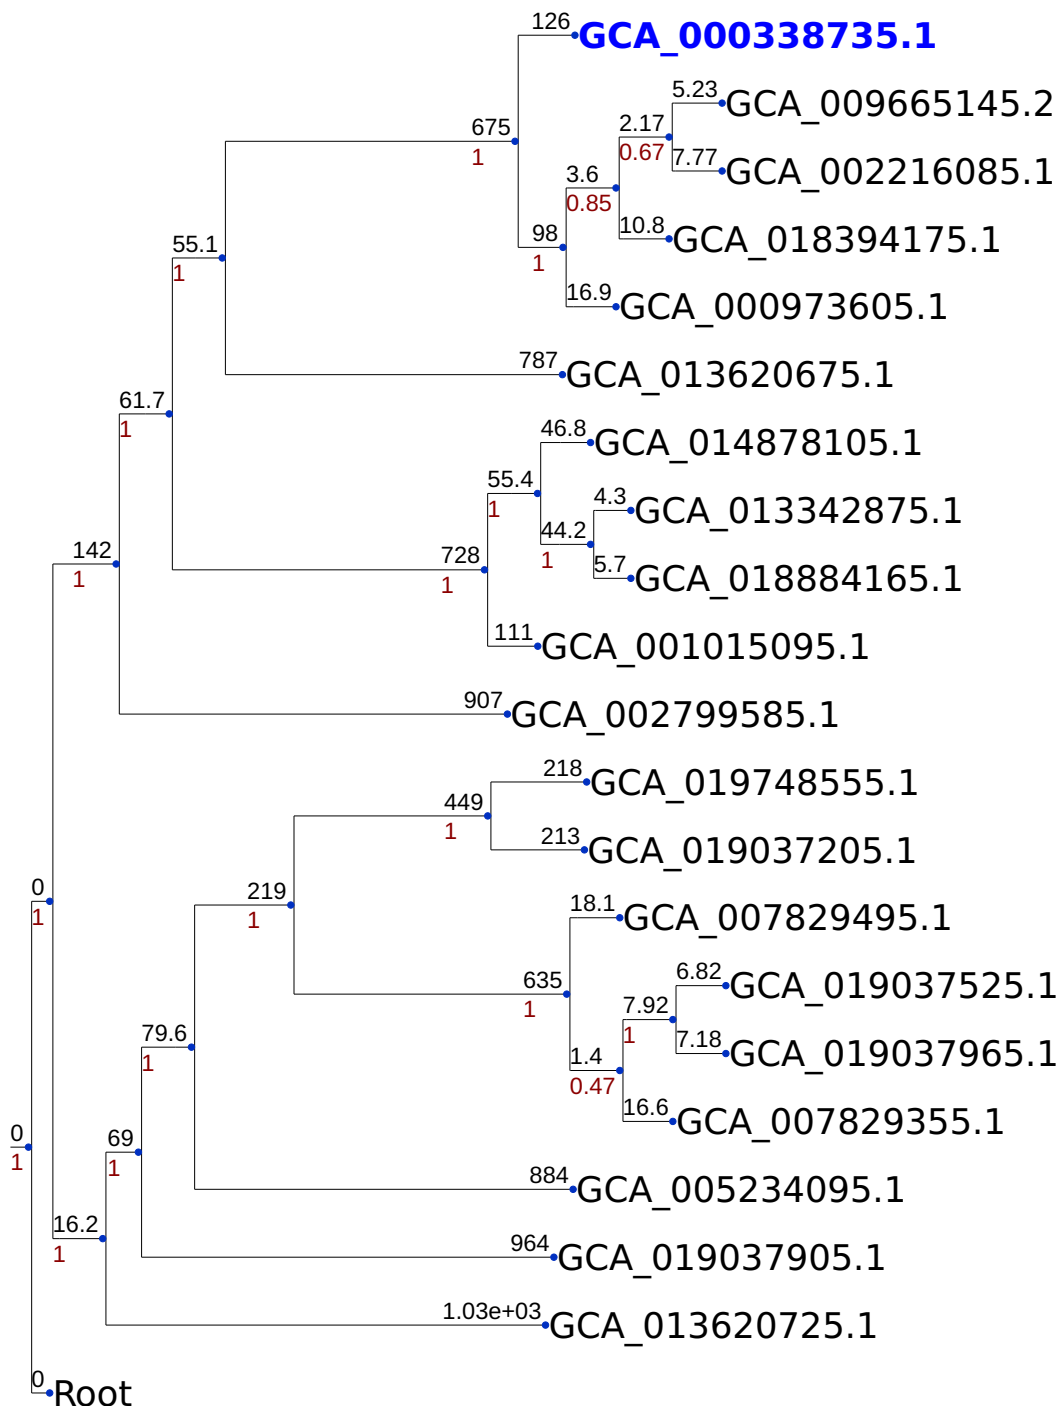 126
GCA_000338735.1
5.23
GCA_009665145.2
675
2.17
1
0.67
7.77
GCA_002216085.1
3.6
0.85
98
10.8
GCA_018394175.1
55.1
1
1
16.9
GCA_000973605.1
787
GCA_013620675.1
61.7
1
46.8
GCA_014878105.1
55.4
4.3
1
GCA_013342875.1
44.2
142
728
1
5.7
GCA_018884165.1
1
1
111
GCA_001015095.1
907
GCA_002799585.1
218
GCA_019748555.1
449
1
213
GCA_019037205.1
0
219
18.1
1
1
GCA_007829495.1
635
6.82
GCA_019037525.1
1
7.92
79.6
1
7.18
1
1.4
GCA_019037965.1
0.47
16.6
GCA_007829355.1
0
69
1
1
884
GCA_005234095.1
16.2
1
964
GCA_019037905.1
1.03e+03
GCA_013620725.1
0
Root